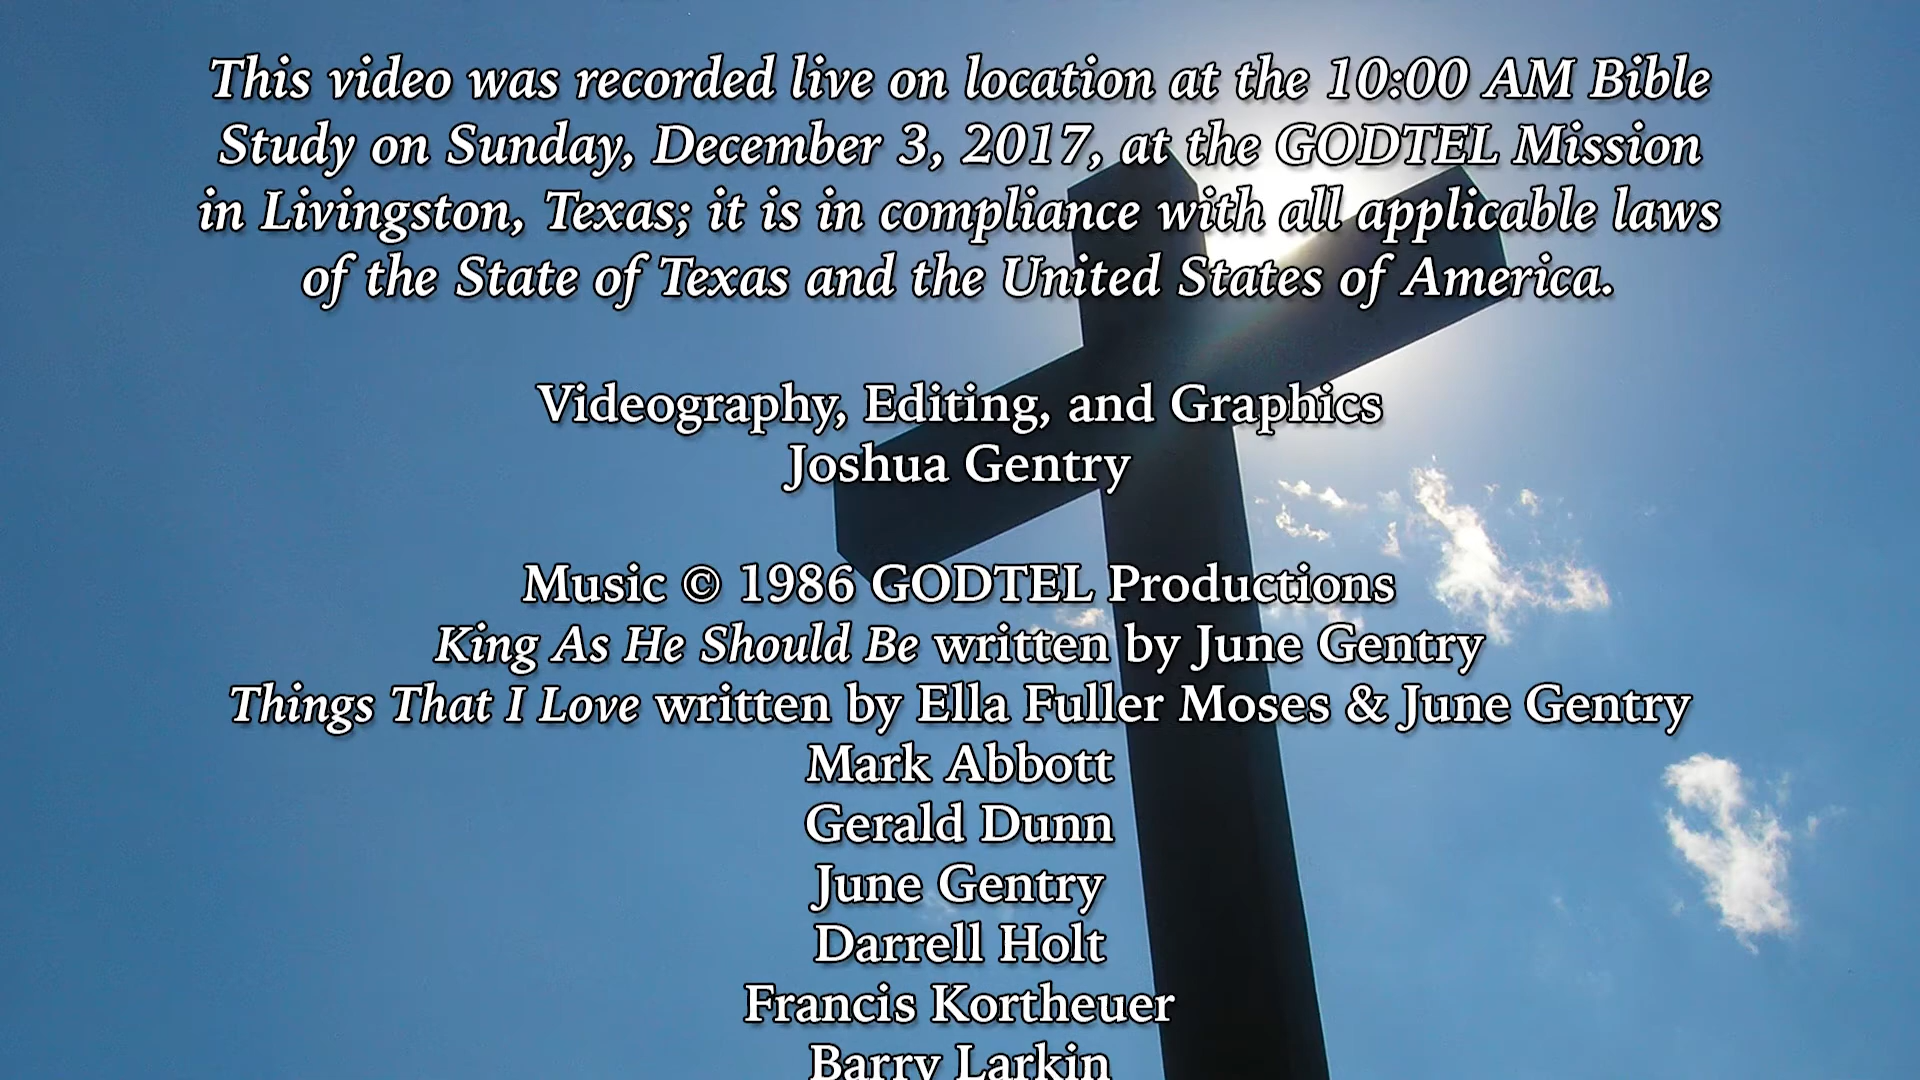 This video was recorded live on location at the 10:00 AM Bible
Study on Sunday, December 3, 2017, at the GODTEL Mission
in Livingston, Texas; it is in compliance with all applicable laws
of the State of Texas and the United States of America.
Videography, Editing, and Graphics
Joshua Gentry
Music © 1986 GODTEL Productions
King As He Should Be written by June Gentry
Things That I Love written by Ella Fuller Moses & June Gentry
Mark Abbott
Gerald Dunn
June Gentry
Darrell Holt
Francis Kortheuer
Barry Larkin